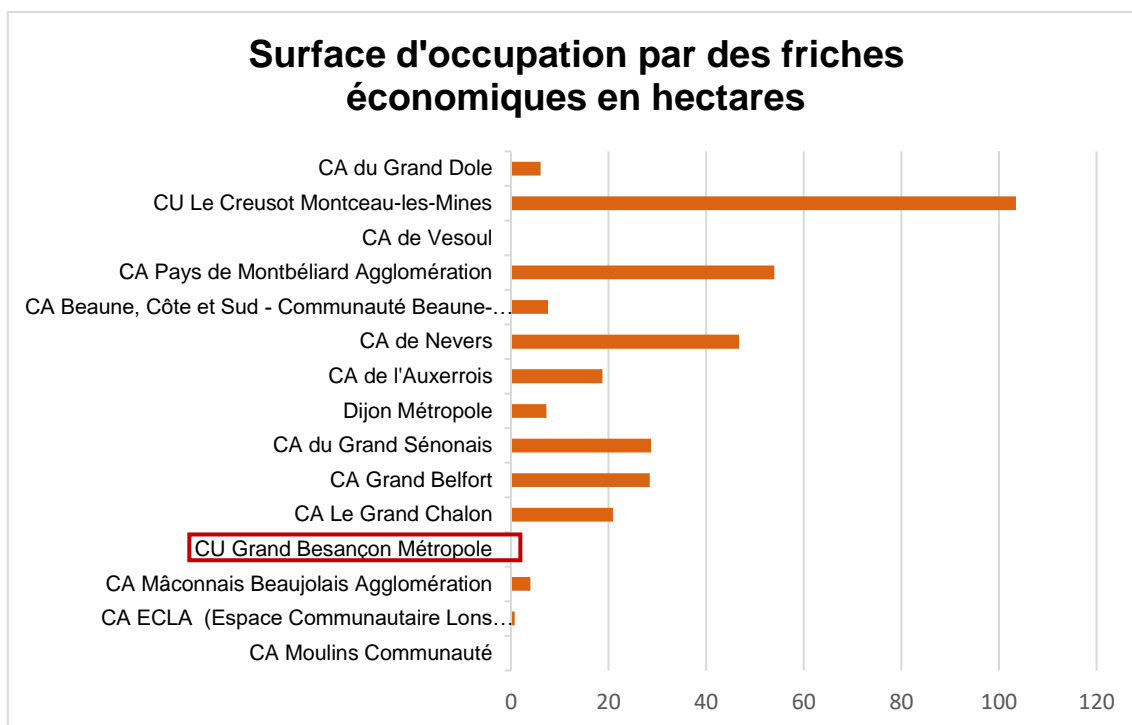 Surface d'occupation par des friches
économiques en hectares
CA du Grand Dole
CU Le Creusot Montceau-les-Mines
CA de Vesoul
CA Pays de Montbéliard Agglomération
CA Beaune, Côte et Sud - Communauté Beaune-…
CA de Nevers
CA de l'Auxerrois
Dijon Métropole
CA du Grand Sénonais
CA Grand Belfort
CA Le Grand Chalon
CU Grand Besançon Métropole
CA Mâconnais Beaujolais Agglomération
CA ECLA  (Espace Communautaire Lons…
CA Moulins Communauté
0 20 40 60 80 100 120